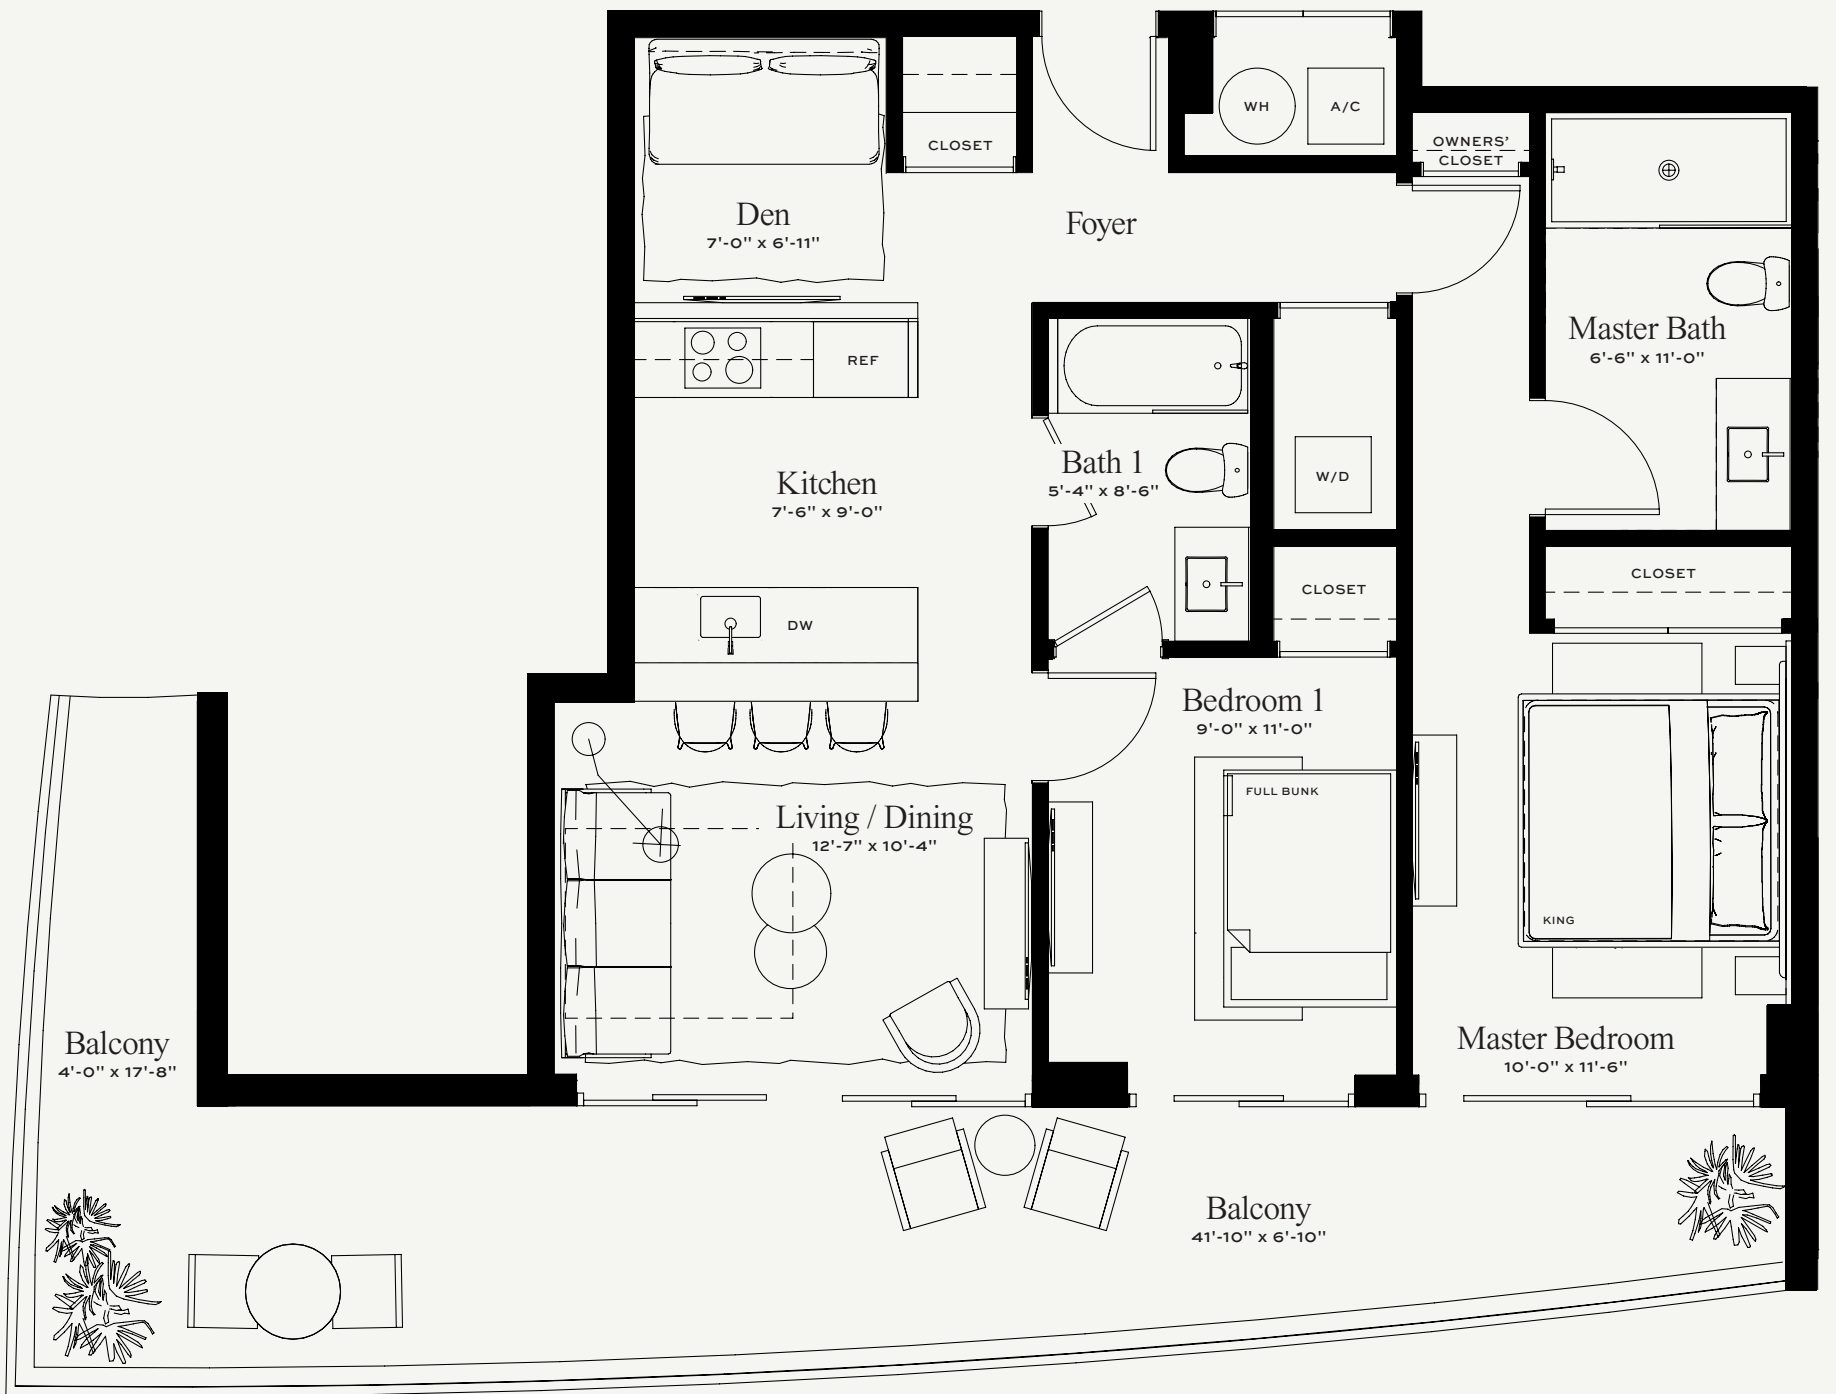 WH
A/C
CLOSET
OWNERS'
CLOSET
Den
7'-0" x 6'-11"
Foyer
Master Bath
6'-6" x 11'-0"
REF
Kitchen
7'-6" x 9'-0"
Bath 1
5'-4" x 8'-6"
W/D
CLOSET
CLOSET
DW
Bedroom 1
9'-0" x 11'-0"
FULL BUNK
Living / Dining
12'-7" x 10'-4"
KING
Balcony
4'-0" x 17'-8"
Master Bedroom
10'-0" x 11'-6"
Balcony
41'-10" x 6'-10"